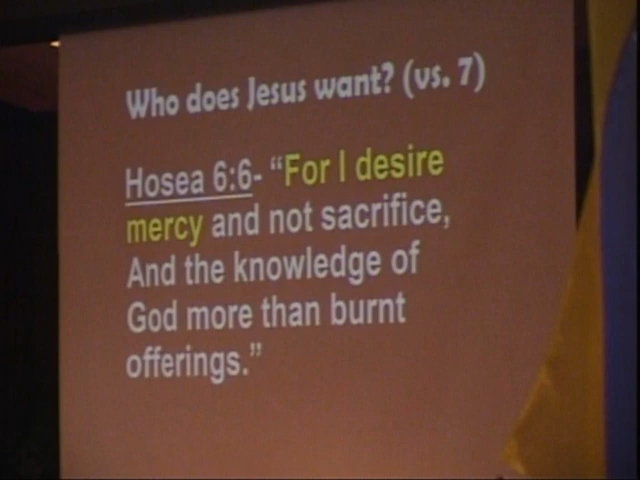 Who does Jesus want? (vs. 7)
Hosea 6:6- “For I desire
mercy and not sacrifice,
And the knowledge of
God more than burnt
offerings.”